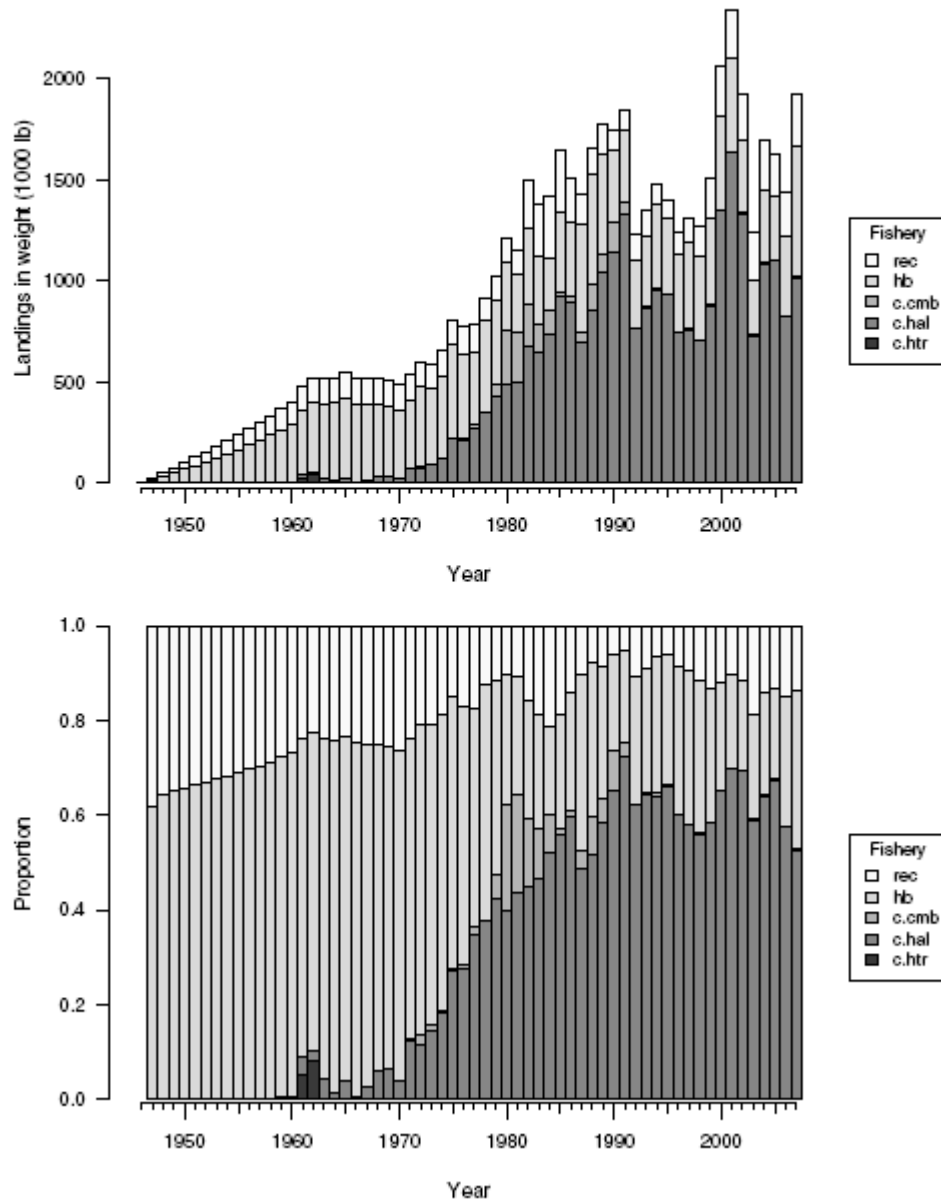 Landings in weight (1000 lb)
2000
1500
1000
500
0
1950 1960 1970 1980 1990 2000
Year
Fishery
rec
hb
c.cmb
c.hal
c.htr
Proportion
1.0
0.8
0.6
0.4
0.2
0.0
1950 1960 1970 1980 1990 2000
Year
Fishery
rec
hb
c.cmb
c.hal
c.htr